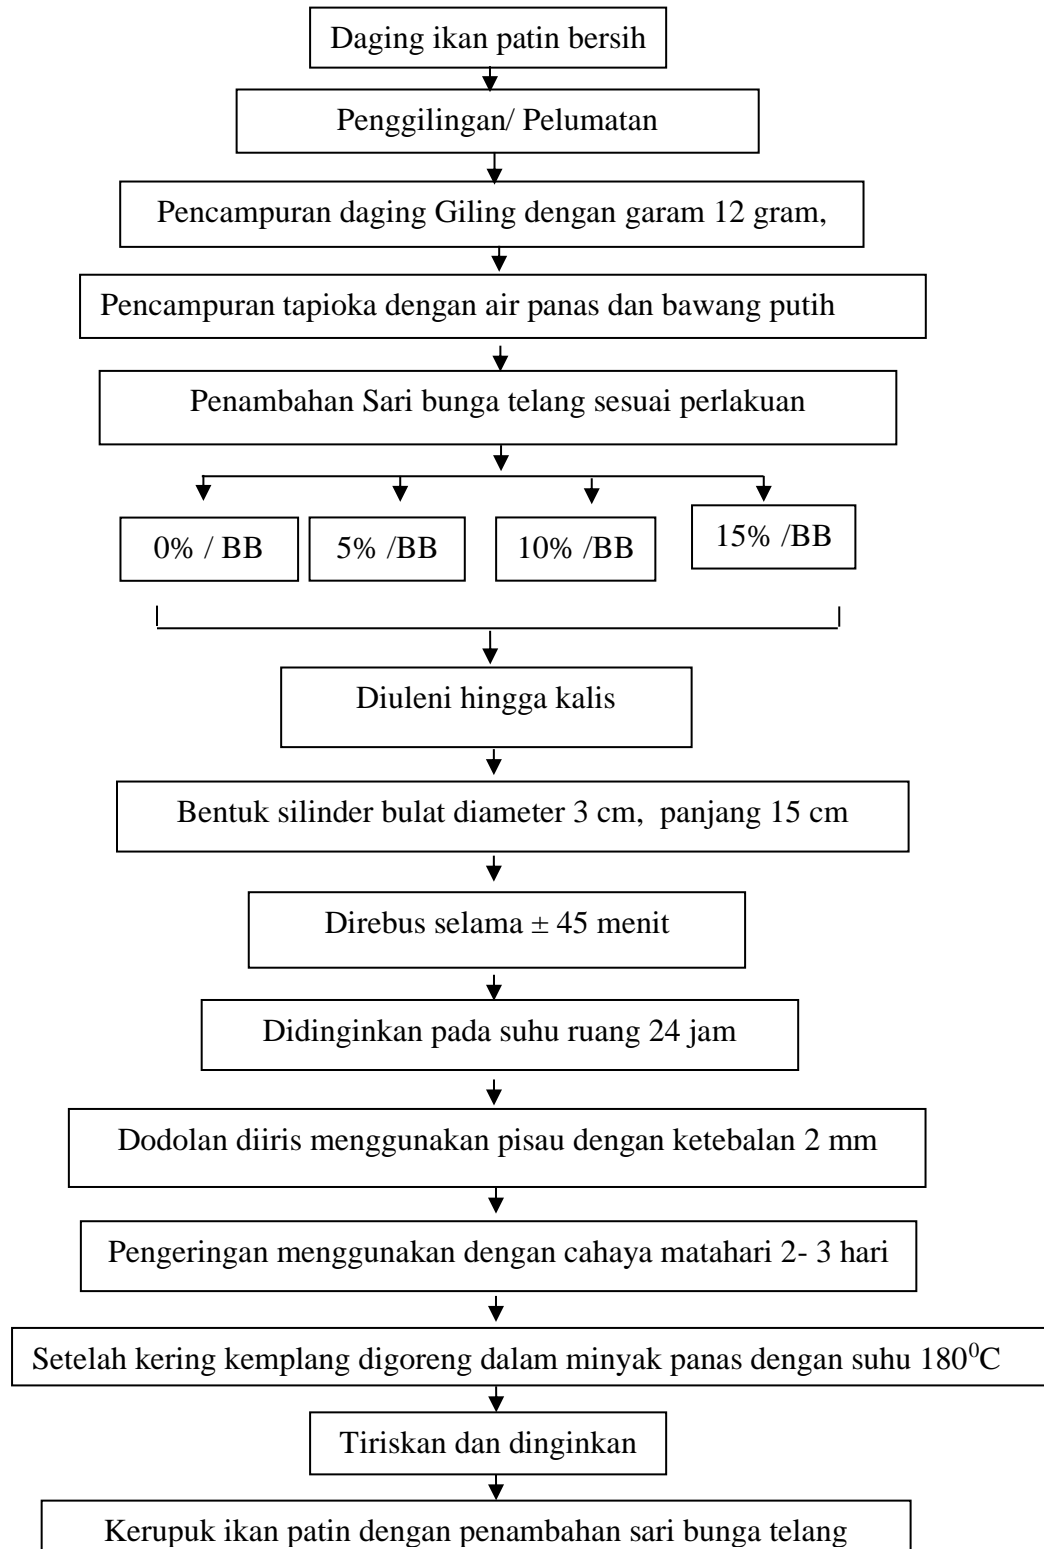 Daging ikan patin bersih
Penggilingan/ Pelumatan
Pencampuran daging Giling dengan garam 12 gram,
Pencampuran tapioka dengan air panas dan bawang putih
Penambahan Sari bunga telang sesuai perlakuan
0% / BB
5% /BB
10% /BB
15% /BB
Diuleni hingga kalis
Bentuk silinder bulat diameter 3 cm,  panjang 15 cm
Direbus selama ± 45 menit
Didinginkan pada suhu ruang 24 jam
Dodolan diiris menggunakan pisau dengan ketebalan 2 mm
Pengeringan menggunakan dengan cahaya matahari 2- 3 hari
Setelah kering kemplang digoreng dalam minyak panas dengan suhu 180⁰C
Tiriskan dan dinginkan
Kerupuk ikan patin dengan penambahan sari bunga telang